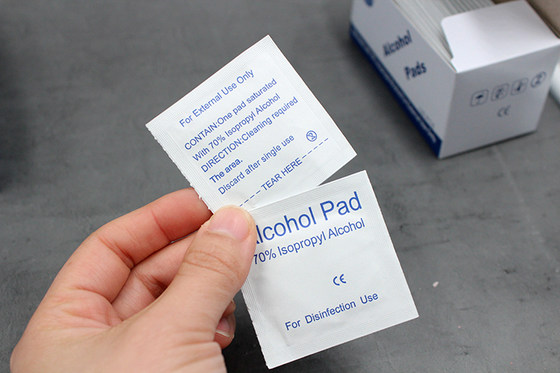 For External Use Only
CONTAIN:One pad saturated
With 70% Isopropyl Alcohol
DIRECTION:Cleaning required
The area.
Discard after single use
TEAR HERE
Alcohol Pad
70% Isopropyl Alcohol
CE
For Disinfection Use
Alcohol
Pads
CE